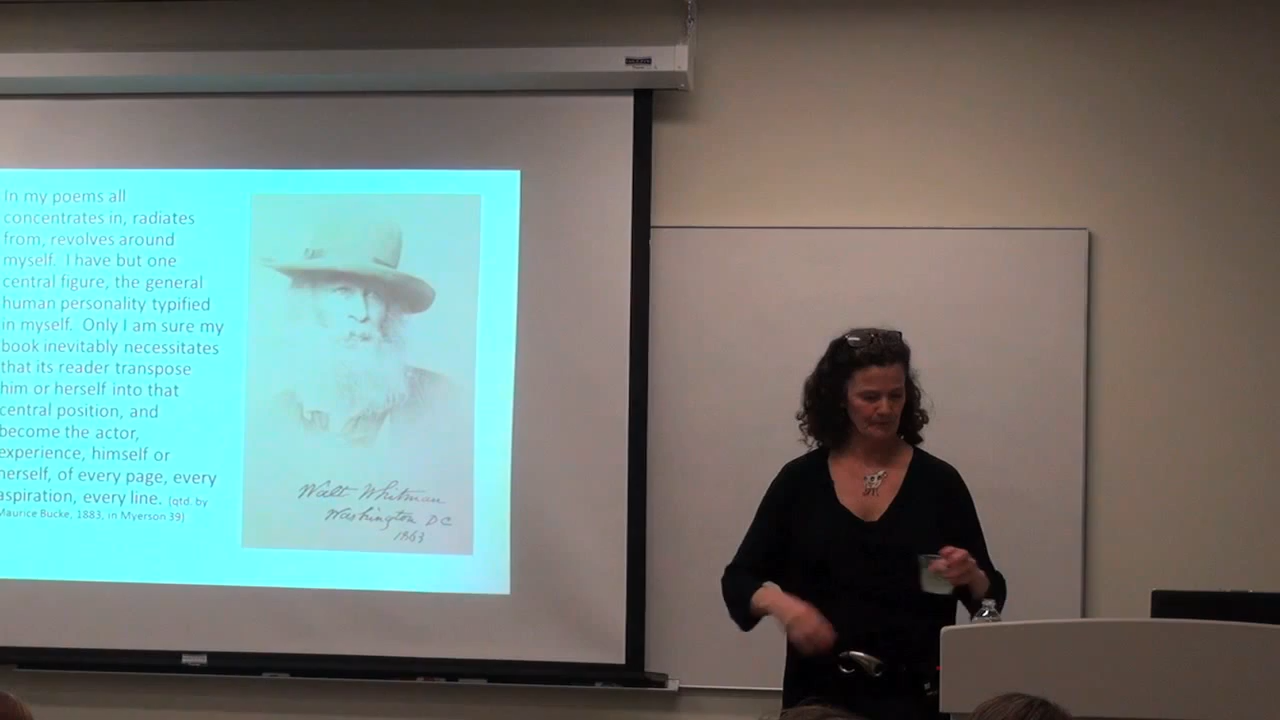 In my poems all
concentrates in, radiates
from, revolves around
myself. I have but one
central figure, the general
human personality typified
in myself. Only I am sure my
book inevitably necessitates
that its reader transpose
him or herself into that
central position, and
become the actor,
experience, himself or
herself, of every page, every
aspiration, every line. (qtd. by
Maurice Bucke, 1883, in Myerson 39)
Walt Whitman
Washington DC
1863